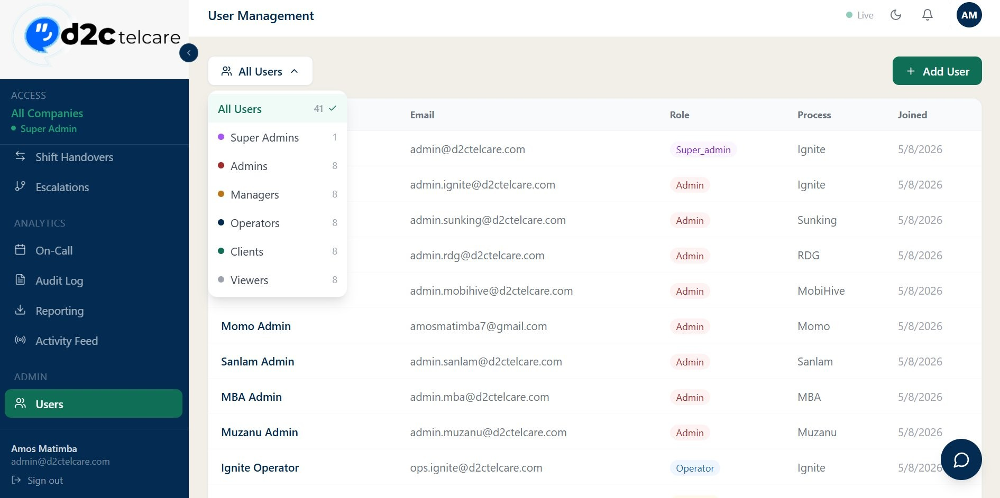 d2c telcare
ACCESS
All Companies
Super Admin
Shift Handovers
Escalations
ANALYTICS
On-Call
Audit Log
Reporting
Activity Feed
ADMIN
Users
Amos Matimba
admin@d2ctelcare.com
Sign out
User Management
Live
AM
All Users
+ Add User
All Users 41
Super Admins 1
Admins 8
Managers 8
Operators 8
Clients 8
Viewers 8
Email Role Process Joined
admin@d2ctelcare.com Super_admin Ignite 5/8/2026
admin.ignite@d2ctelcare.com Admin Ignite 5/8/2026
admin.sunking@d2ctelcare.com Admin Sunking 5/8/2026
admin.rdg@d2ctelcare.com Admin RDG 5/8/2026
admin.mobihive@d2ctelcare.com Admin MobiHive 5/8/2026
Momo Admin amosmatimba7@gmail.com Admin Momo 5/8/2026
Sanlam Admin admin.sanlam@d2ctelcare.com Admin Sanlam 5/8/2026
MBA Admin admin.mba@d2ctelcare.com Admin MBA 5/8/2026
Muzanu Admin admin.muzanu@d2ctelcare.com Admin Muzanu 5/8/2026
Ignite Operator ops.ignite@d2ctelcare.com Operator Ignite 5/8/2026